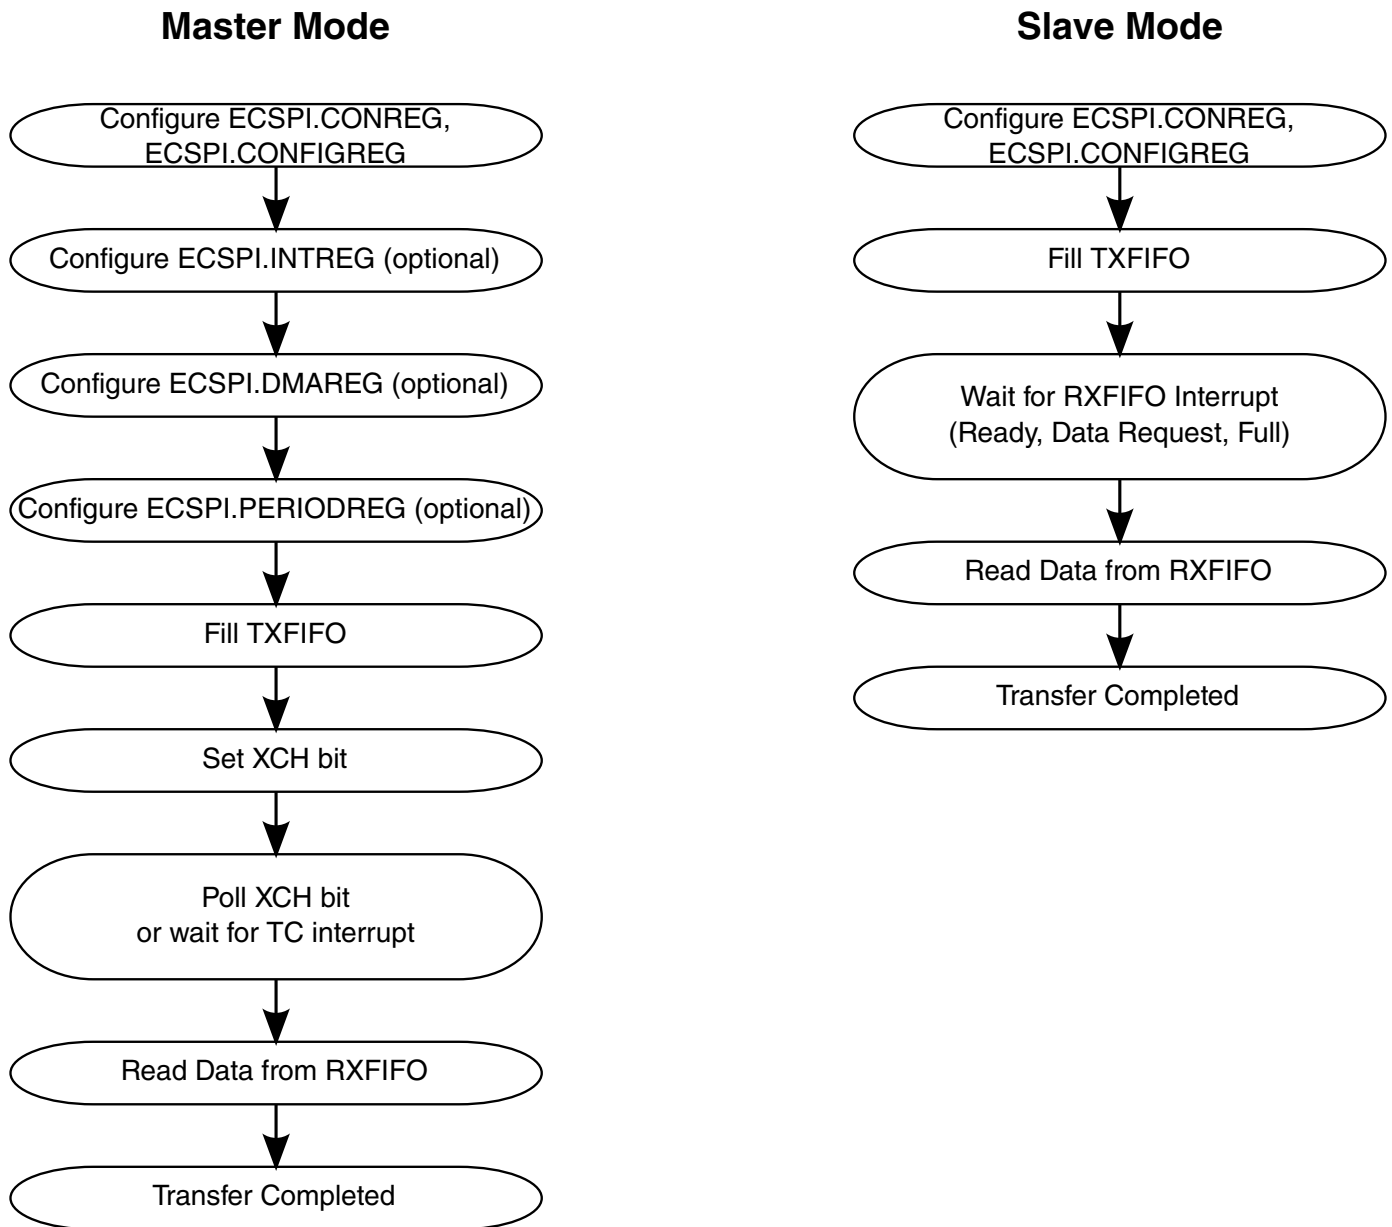 Master Mode
Configure ECSPI.CONREG,
ECSPI.CONFIGREG
Configure ECSPI.INTREG (optional)
Configure ECSPI.DMAREG (optional)
Configure ECSPI.PERIODREG (optional)
Fill TXFIFO
Set XCH bit
Poll XCH bit
or wait for TC interrupt
Read Data from RXFIFO
Transfer Completed
Slave Mode
Configure ECSPI.CONREG,
ECSPI.CONFIGREG
Fill TXFIFO
Wait for RXFIFO Interrupt
(Ready, Data Request, Full)
Read Data from RXFIFO
Transfer Completed